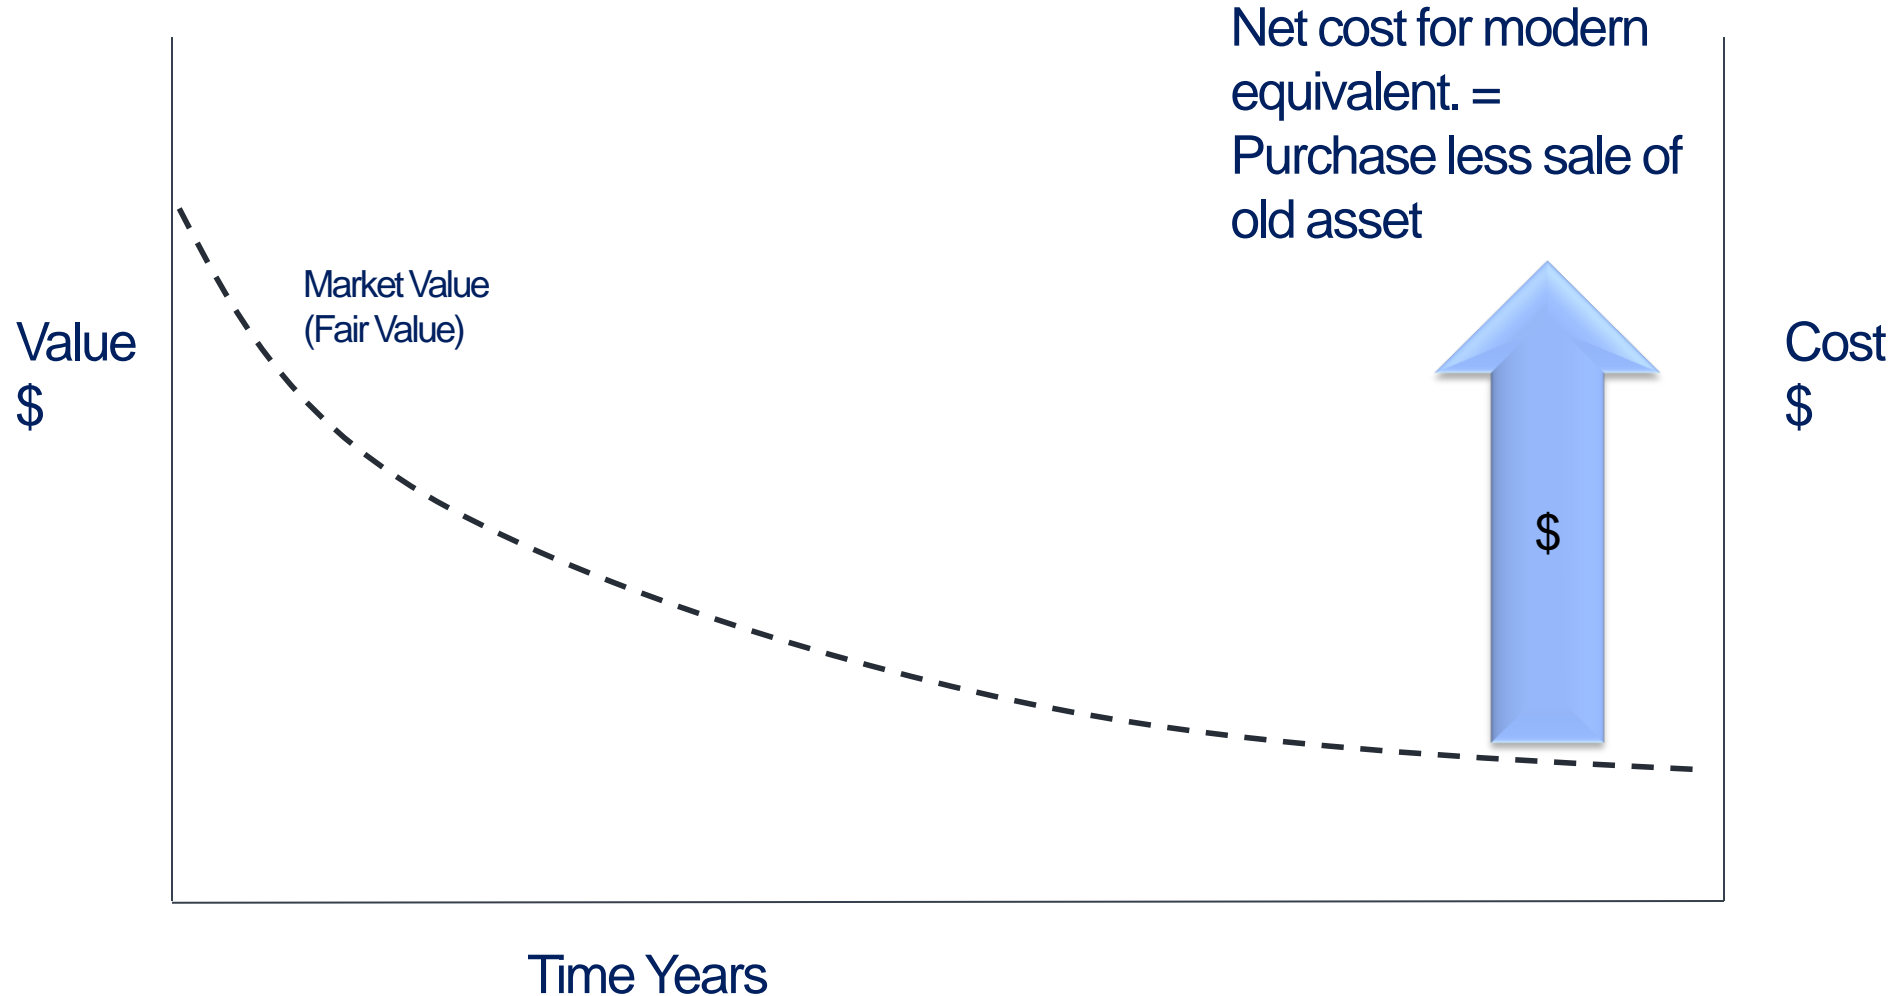 Net cost for modern
equivalent. =
Purchase less sale of
old asset
Market Value
(Fair Value)
Value
$
Cost
$
$
Time Years